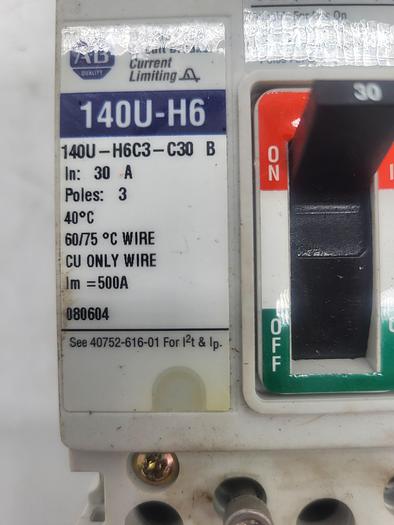 AB
QUALITY
Current
Limiting
140U-H6
140U-H6C3-C30 B
In: 30 A
Poles: 3
40°C
60/75 °C WIRE
CU ONLY WIRE
Im =500A
080604
See 40752-616-01 For I²t & Ip.
30
ON
OFF